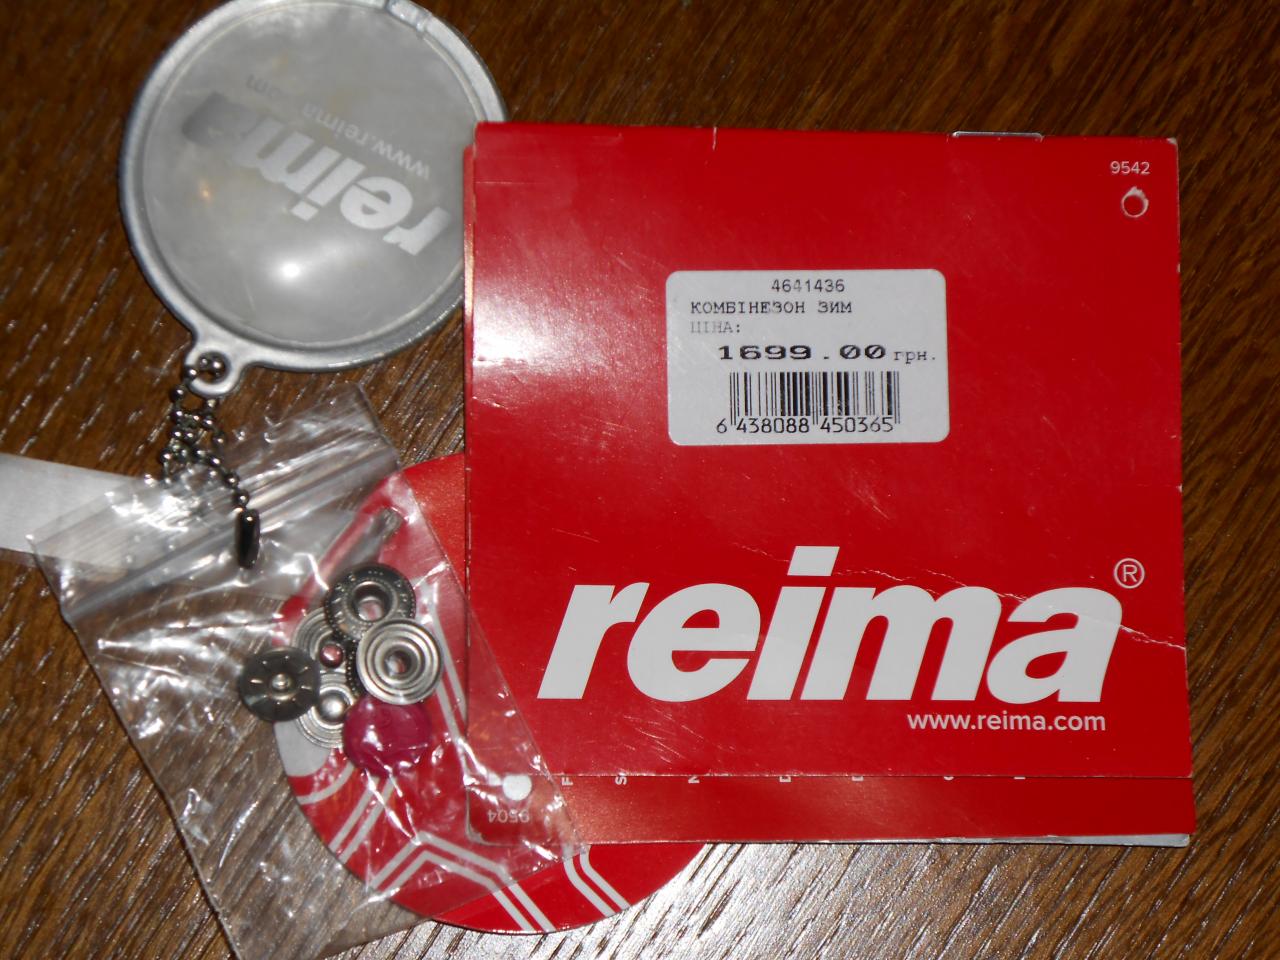 reima
www.reima.com
9542
4641436
КОМБІНЕЗОН ЗИМ
ЦІНА:
1699.00 грн.
6 438088 450365
reima®
www.reima.com
9504